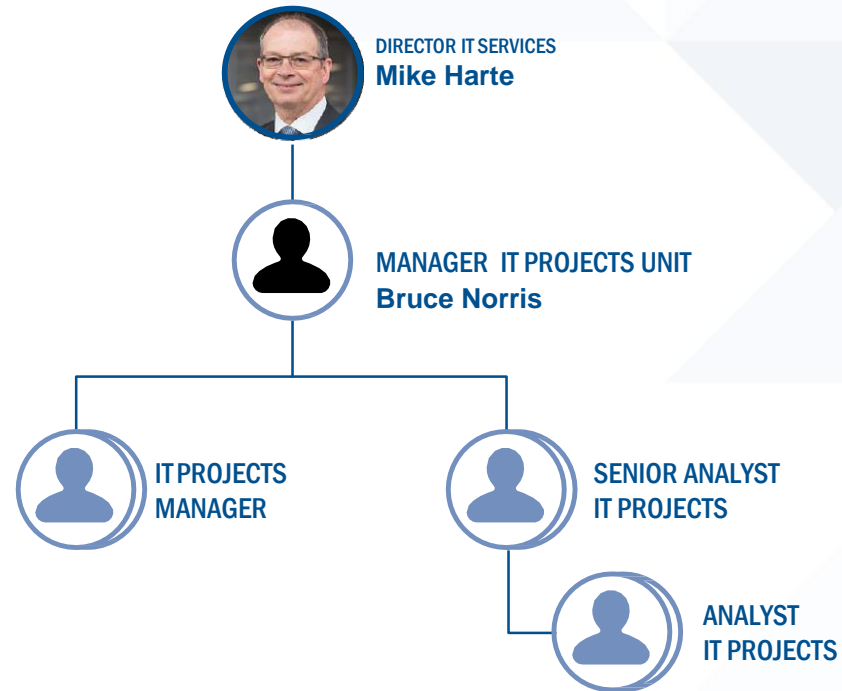 DIRECTOR IT SERVICES
Mike Harte
MANAGER IT PROJECTS UNIT
Bruce Norris
IT PROJECTS
MANAGER
SENIOR ANALYST
IT PROJECTS
ANALYST
IT PROJECTS